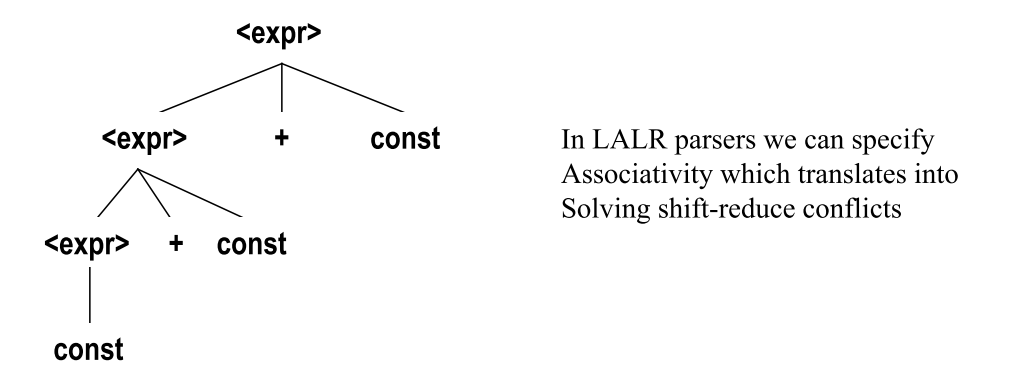 <expr>
<expr> + const
In LALR parsers we can specify
Associativity which translates into
Solving shift-reduce conflicts
<expr> + const
const